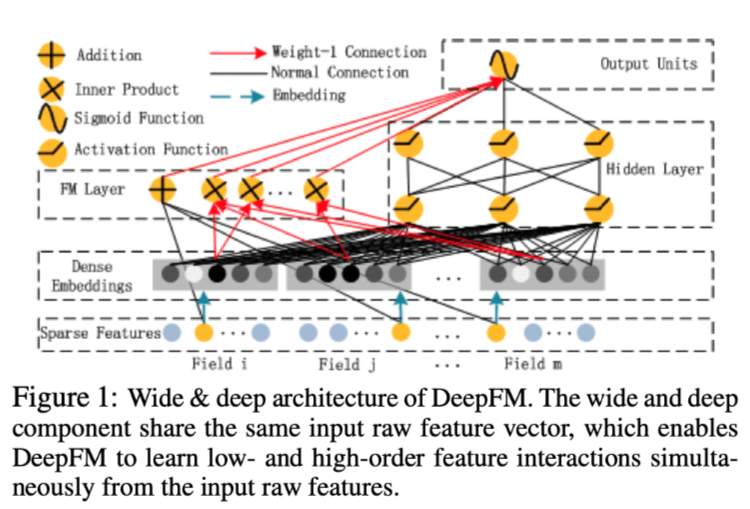 Addition
Inner Product
Sigmoid Function
Activation Function
Weight-1 Connection
Normal Connection
Embedding
Output Units
Hidden Layer
FM Layer
Dense
Embeddings
...
Sparse Features
...
Field i
Field j
...
Field m
Figure 1: Wide & deep architecture of DeepFM. The wide and deep
component share the same input raw feature vector, which enables
DeepFM to learn low- and high-order feature interactions simulta-
neously from the input raw features.